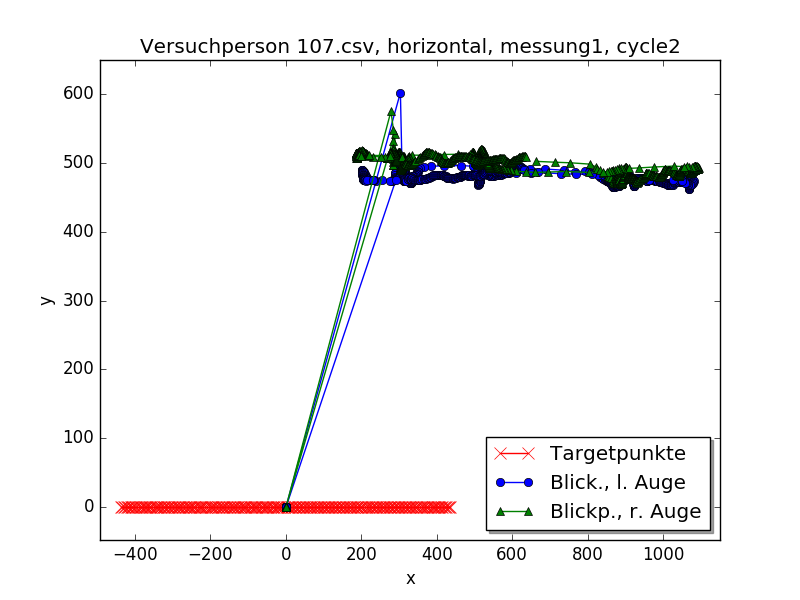 Versuchperson 107.csv, horizontal, messung1, cycle2
y
600
500
400
300
200
100
0
−400 −200 0 200 400 600 800 1000
x
Targetpunkte
Blick., l. Auge
Blickp., r. Auge